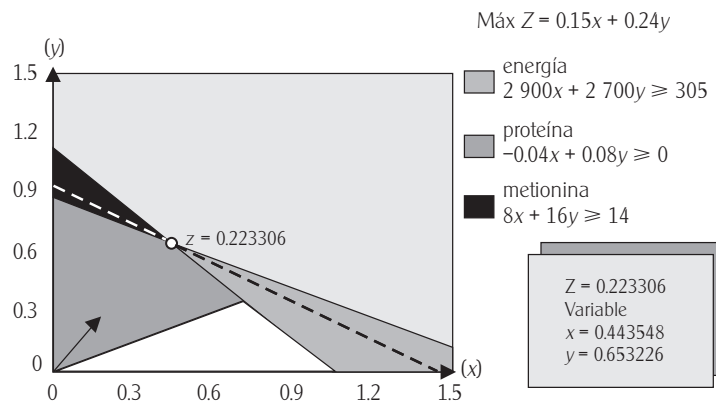 Máx Z = 0.15x + 0.24y
(y)
1.5
1.2
0.9
0.6
0.3
0
z = 0.223306
0
0.3
0.6
0.9
1.2
1.5
(x)
energía
2 900x + 2 700y ⩾ 305
proteína
−0.04x + 0.08y ⩾ 0
metionina
8x + 16y ⩾ 14
Z = 0.223306
Variable
x = 0.443548
y = 0.653226